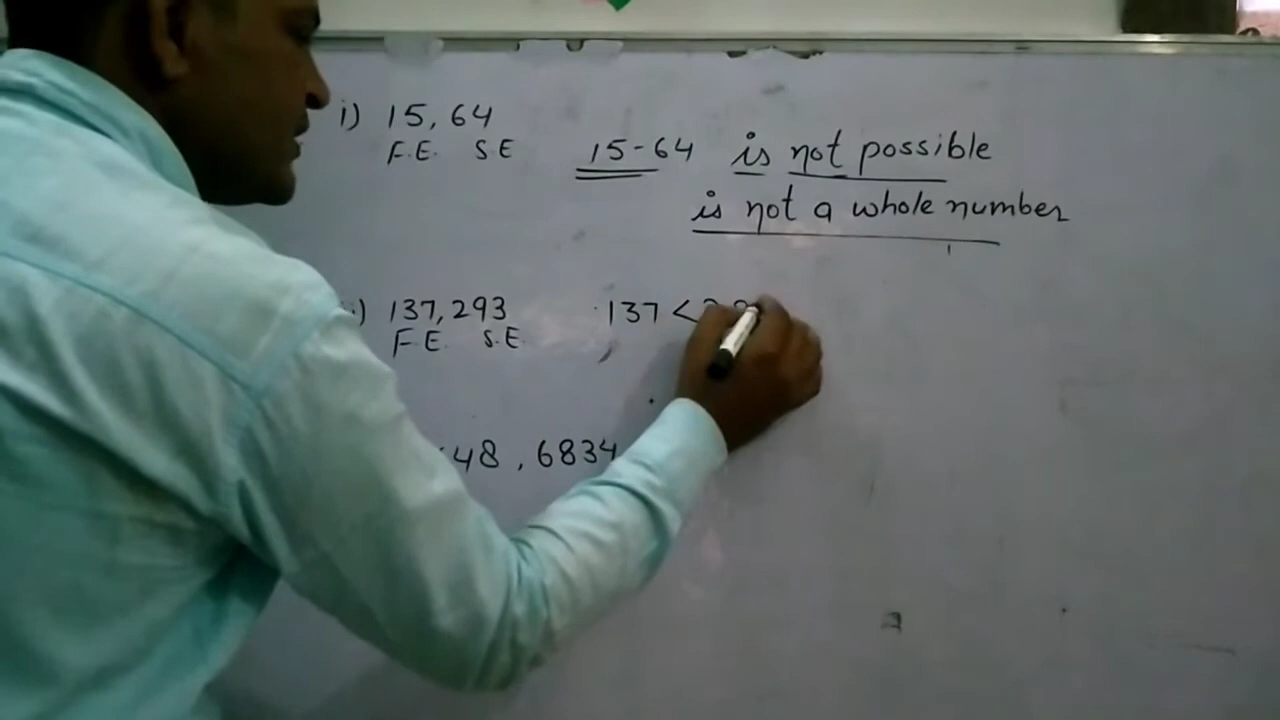 i) 15, 64
F.E. S E
15-64 is not possible
is not a whole number
) 137, 293
F.E. S.E.
137 <
48, 6834